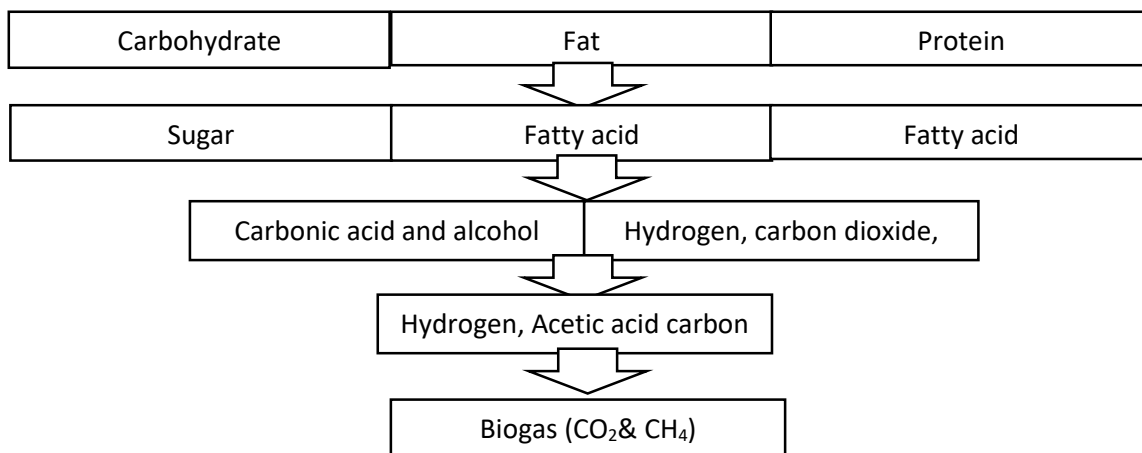 Carbohydrate
Fat
Protein
Sugar
Fatty acid
Fatty acid
Carbonic acid and alcohol
Hydrogen, carbon dioxide,
Hydrogen, Acetic acid carbon
Biogas (CO₂& CH₄)